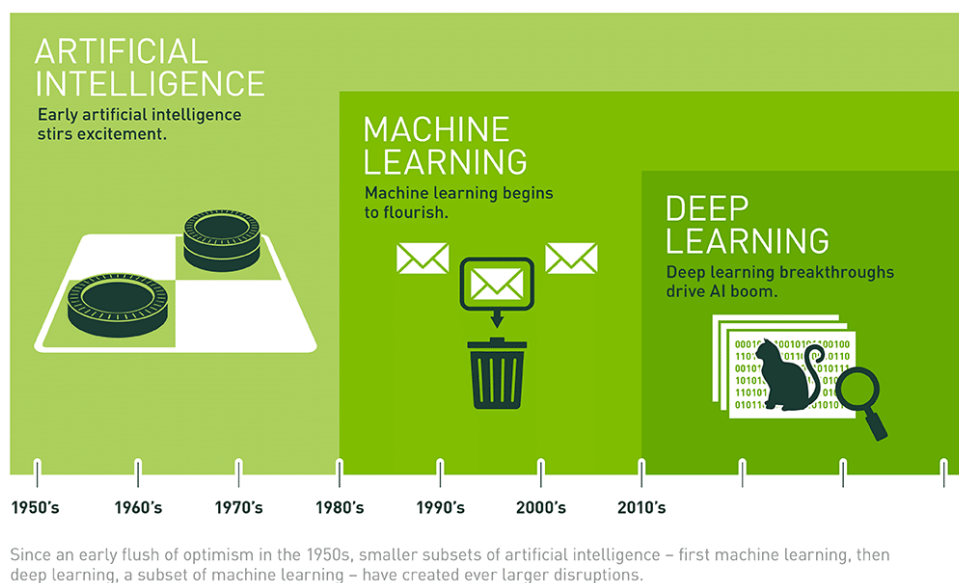 ARTIFICIAL
INTELLIGENCE
Early artificial intelligence
stirs excitement.
MACHINE
LEARNING
Machine learning begins
to flourish.
DEEP
LEARNING
Deep learning breakthroughs
drive AI boom.
1950's 1960's 1970's 1980's 1990's 2000's 2010's
Since an early flush of optimism in the 1950s, smaller subsets of artificial intelligence – first machine learning, then
deep learning, a subset of machine learning – have created ever larger disruptions.